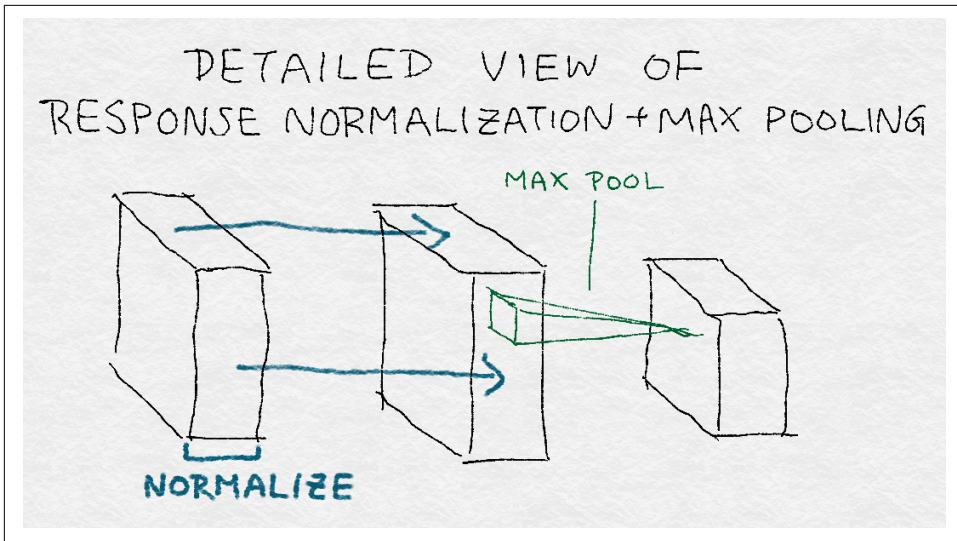 DETAILED VIEW OF
RESPONSE NORMALIZATION + MAX POOLING
MAX POOL
NORMALIZE